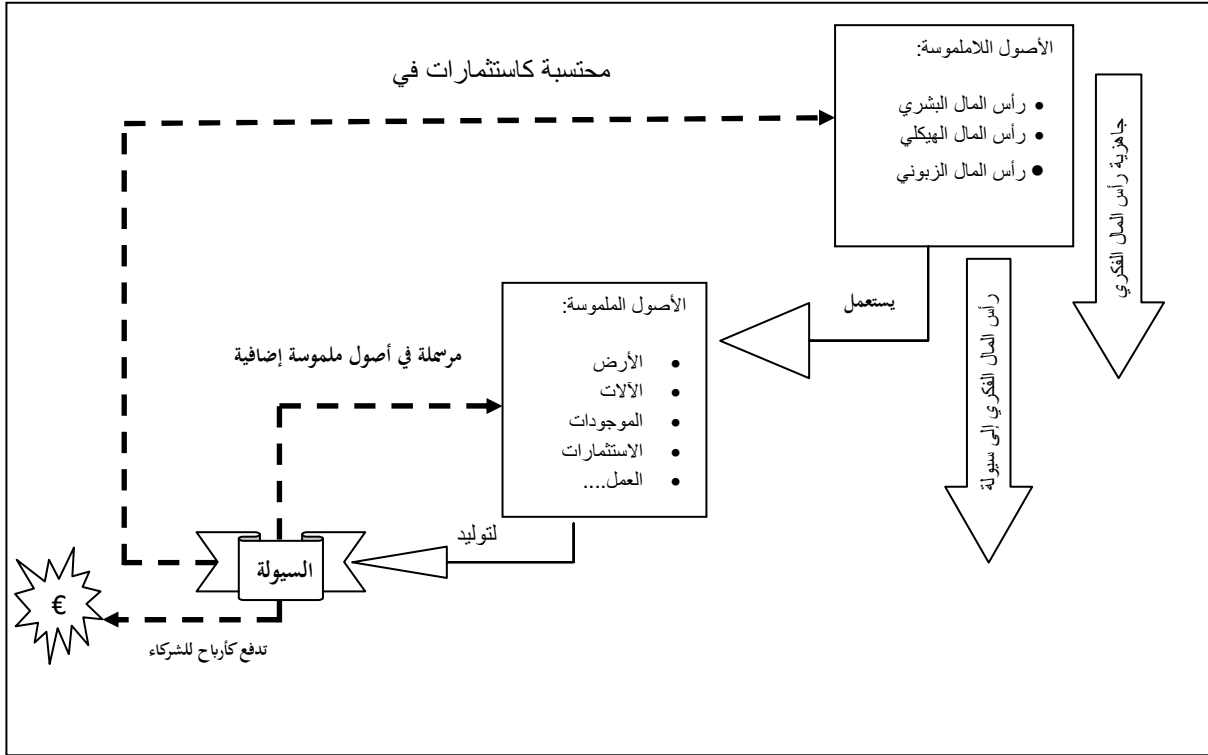 الأصول اللاملموسة:
• رأس المال البشري
• رأس المال الهيكلي
• رأس المال الزبوني
محتسبة كاستثمارات في
جاهزية رأس المال الفكري
رأس المال الفكري إلى سيولة
يستعمل
الأصول الملموسة:
• الأرض
• الآلات
• الموجودات
• الاستثمارات
• العمل....
مرسملة في أصول ملموسة إضافية
لتوليد
السيولة
€
تدفع كأرباح للشركاء